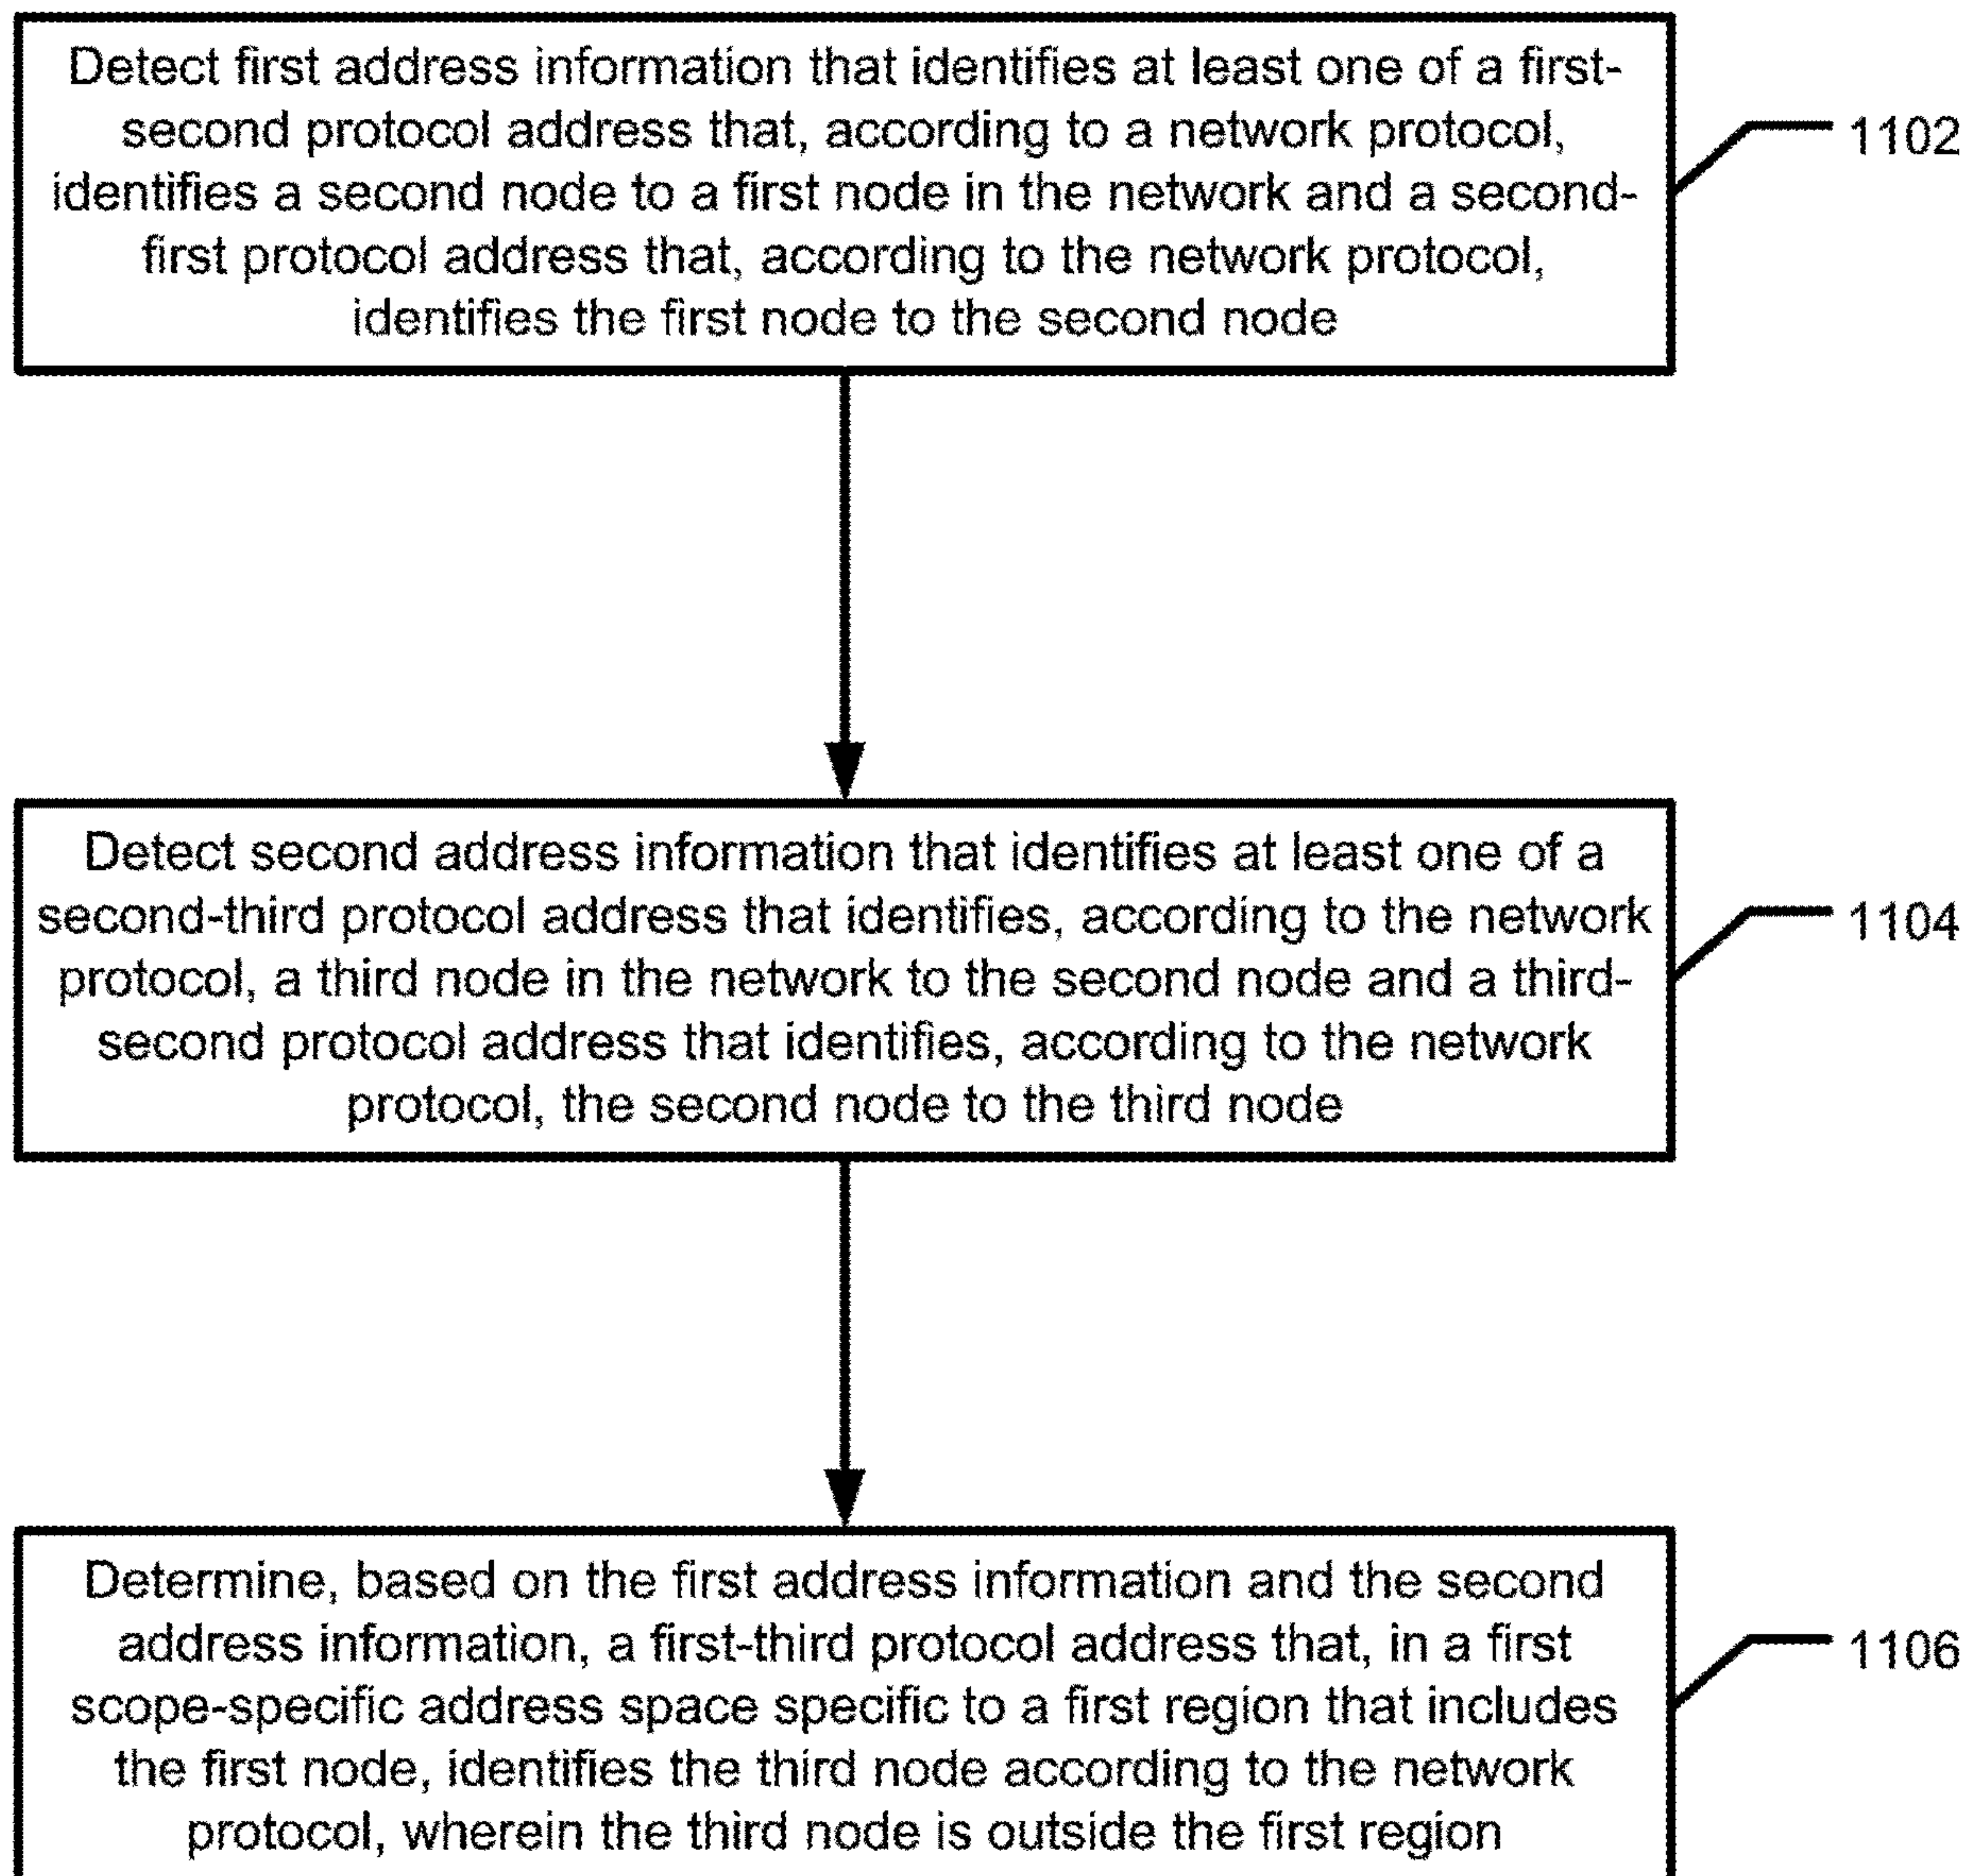 Detect first address information that identifies at least one of a first-
second protocol address that, according to a network protocol,
identifies a second node to a first node in the network and a second-
first protocol address that, according to the network protocol,
identifies the first node to the second node
1102
Detect second address information that identifies at least one of a
second-third protocol address that identifies, according to the network
protocol, a third node in the network to the second node and a third-
second protocol address that identifies, according to the network
protocol, the second node to the third node
1104
Determine, based on the first address information and the second
address information, a first-third protocol address that, in a first
scope-specific address space specific to a first region that includes
the first node, identifies the third node according to the network
protocol, wherein the third node is outside the first region
1106